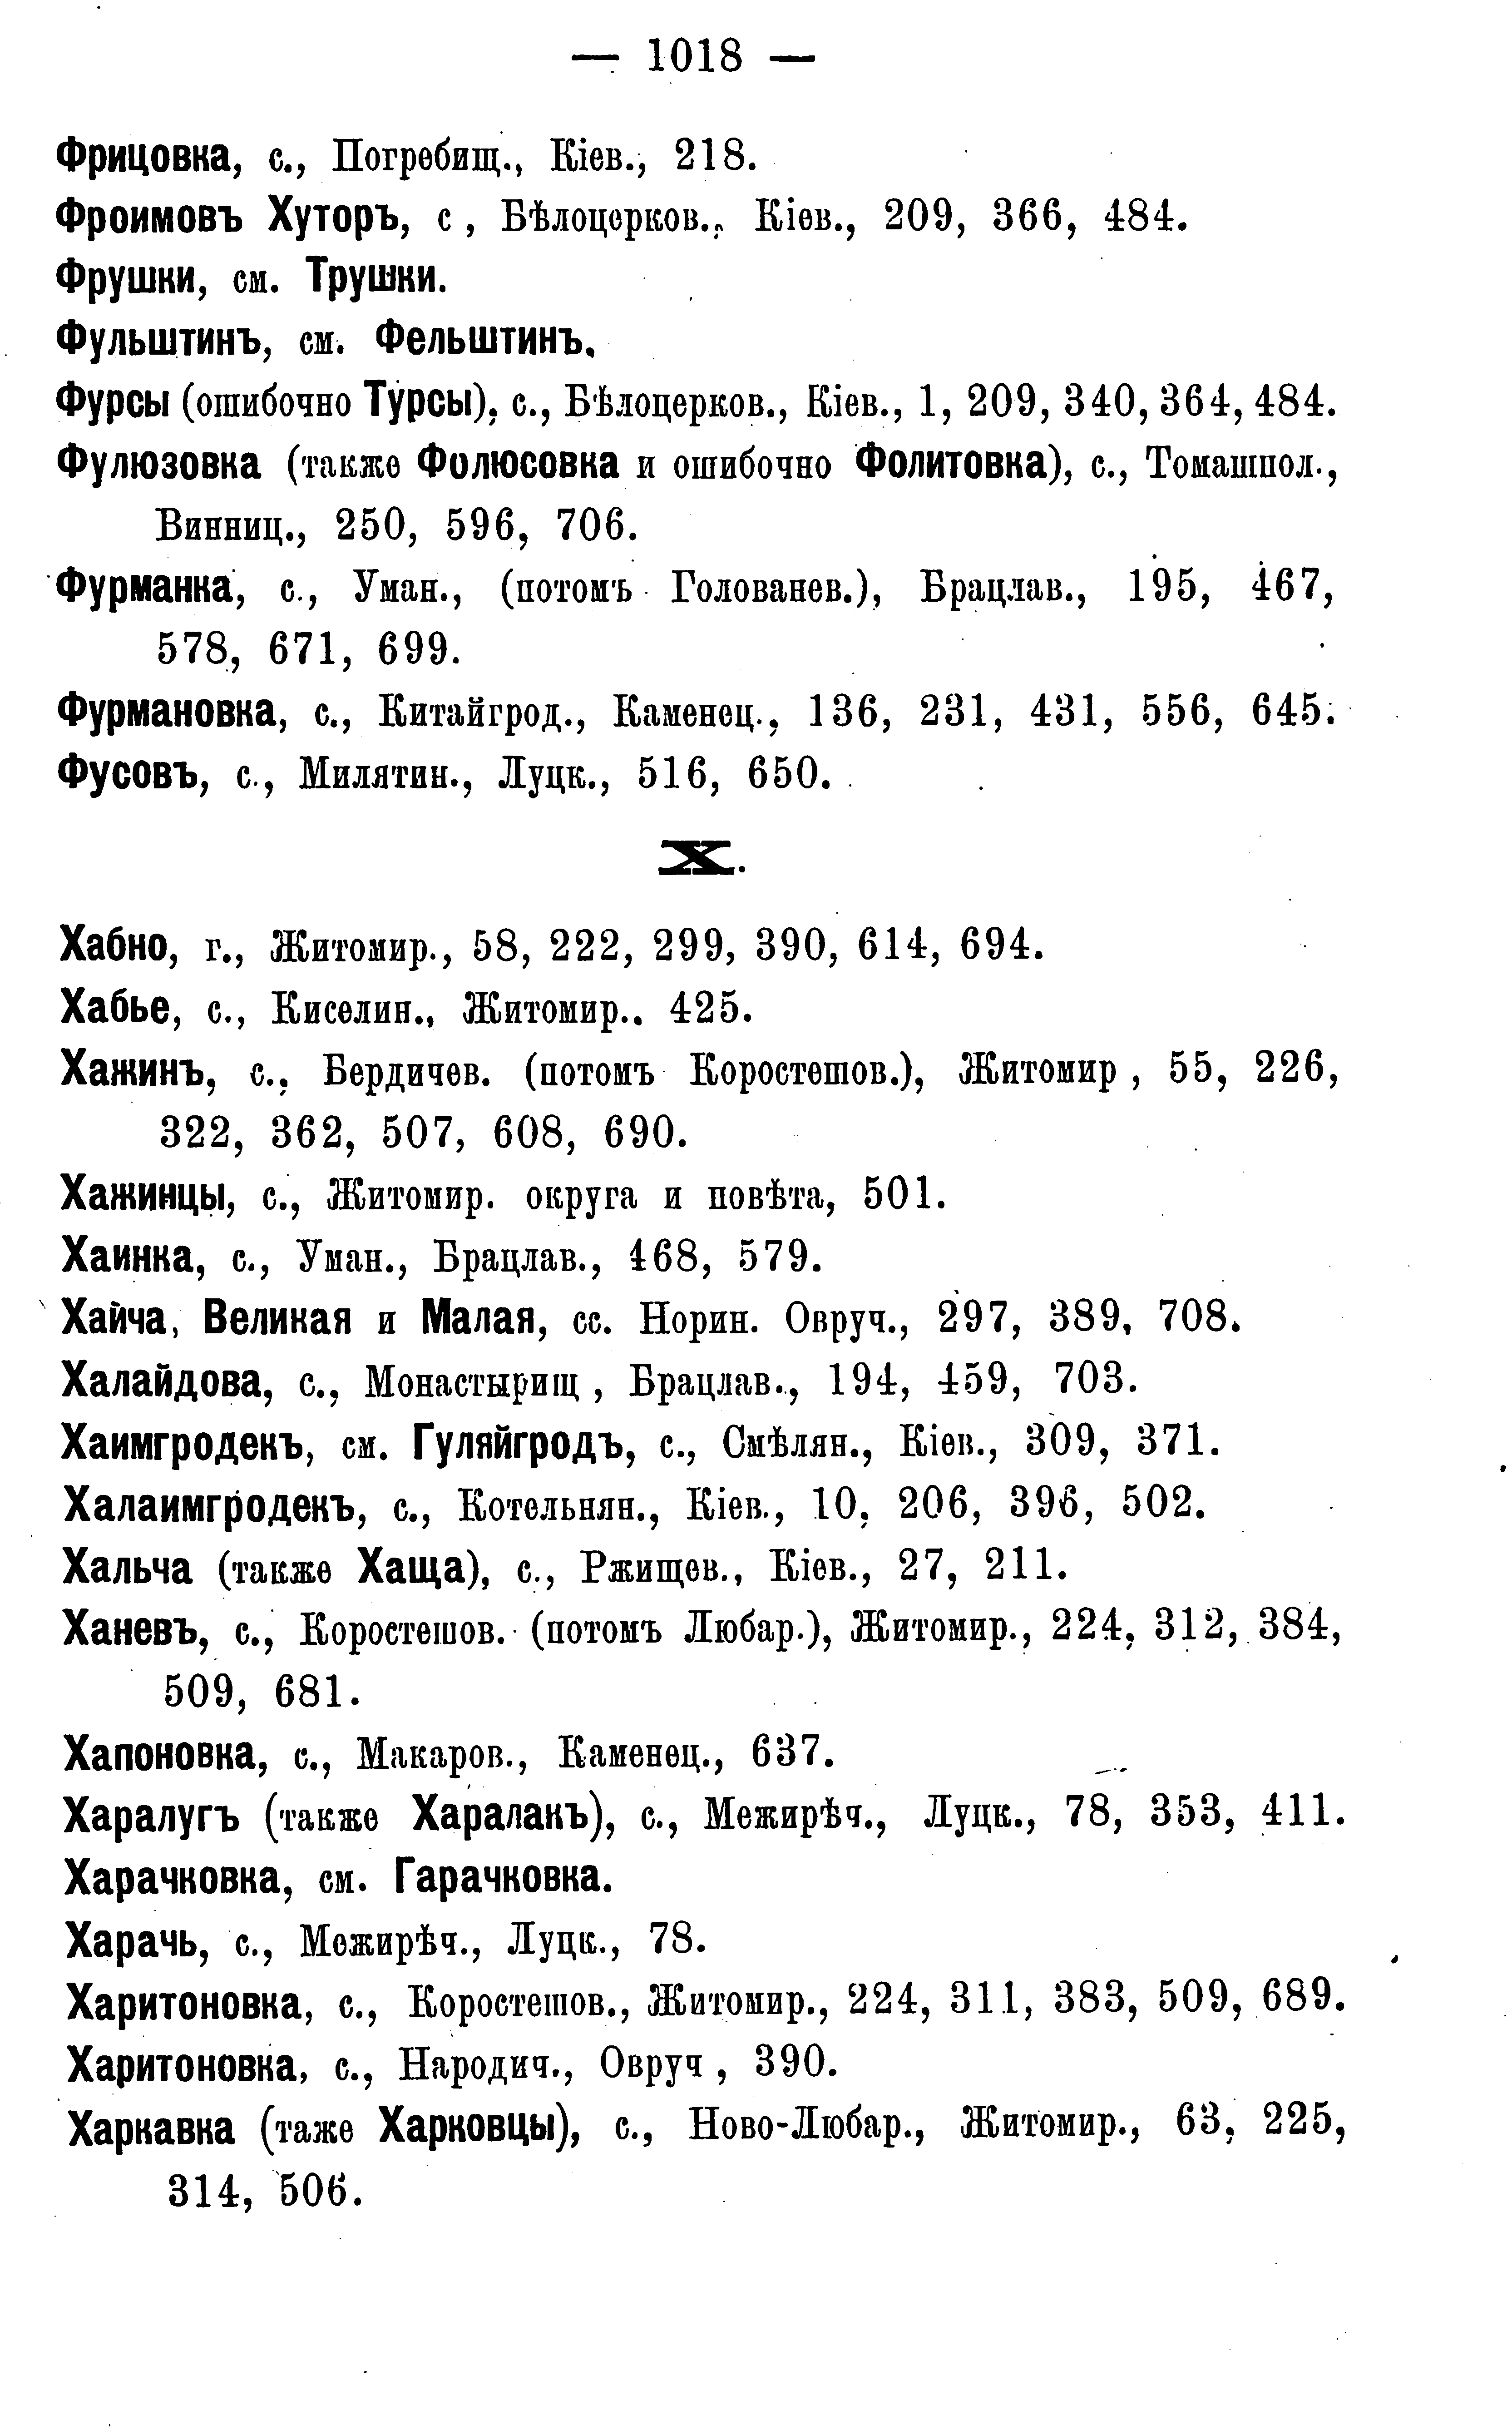 — 1018 —
Фрицовка, с., Погребищ., Кіев., 218.
Фроимовъ Хуторъ, с , Бѣлоцерков., Кіев., 209, 366, 484.
Фрушки, см. Трушки.
Фульштинъ, см. Фельштинъ.
Фурсы (ошибочно Турсы), с., Бѣлоцерков., Кіев., 1, 209, 340, 364, 484.
Фулюзовка (также Фолюсовка и ошибочно Фолитовка), с., Томашпол.,
Винниц., 250, 596, 706.
Фурманка, с., Уман., (потомъ Голованев.), Брацлав., 195, 467,
578, 671, 699.
Фурмановка, с., Китайгрод., Каменец., 136, 231, 431, 556, 645.
Фусовъ, с., Милятин., Луцк., 516, 650.
Х.
Хабно, г., Житомир., 58, 222, 299, 390, 614, 694.
Хабье, с., Киселин., Житомир.. 425.
Хажинъ, с., Бердичев. (потомъ Коростешов.), Житомир , 55, 226,
322, 362, 507, 608, 690.
Хажинцы, с., Житомир. округа и повѣта, 501.
Хаинка, с., Уман., Брацлав., 468, 579.
Хайча, Великая и Малая, сс. Норин. Овруч., 297, 389, 708.
Халайдова, с., Монастырищ , Брацлав., 194, 459, 703.
Хаимгродекъ, см. Гуляйгродъ, с., Смѣлян., Кіев., 309, 371.
Халаимгродекъ, с., Котельнян., Кіев., 10, 206, 396, 502.
Хальча (также Хаща), с., Ржищев., Кіев., 27, 211.
Ханевъ, с., Коростешов. (потомъ Любар.), Житомир., 224, 312, 384,
509, 681.
Хапоновка, с., Макаров., Каменец., 637.
Харалугъ (также Харалакъ), с., Межирѣч., Луцк., 78, 353, 411.
Харачковка, см. Гарачковка.
Харачь, с., Межирѣч., Луцк., 78.
Харитоновка, с., Коростешов., Житомир., 224, 311, 383, 509, 689.
Харитоновка, с., Народич., Овруч , 390.
Харкавка (таже Харковцы), с., Ново-Любар., Житомир., 63, 225,
314, 506.